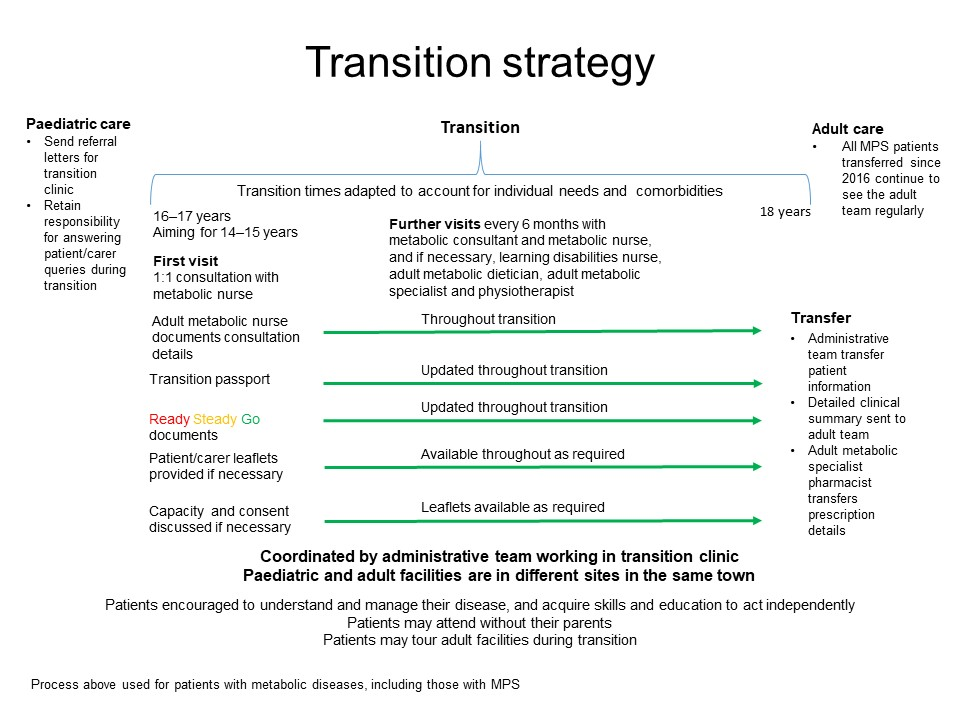 Transition strategy
Paediatric care
• Send referral
letters for
transition
clinic
• Retain
responsibility
for answering
patient/carer
queries during
transition
Transition
Adult care
• All MPS patients
transferred since
2016 continue to
see the adult
team regularly
Transition times adapted to account for individual needs and comorbidities
16–17 years
Aiming for 14–15 years
18 years
First visit
1:1 consultation with
metabolic nurse
Further visits every 6 months with
metabolic consultant and metabolic nurse,
and if necessary, learning disabilities nurse,
adult metabolic dietician, adult metabolic
specialist and physiotherapist
Adult metabolic nurse
documents consultation
details
Throughout transition
Transition passport
Updated throughout transition
Ready Steady Go
documents
Updated throughout transition
Patient/carer leaflets
provided if necessary
Available throughout as required
Capacity and consent
discussed if necessary
Leaflets available as required
Transfer
• Administrative
team transfer
patient
information
• Detailed clinical
summary sent to
adult team
• Adult metabolic
specialist
pharmacist
transfers
prescription
details
Coordinated by administrative team working in transition clinic
Paediatric and adult facilities are in different sites in the same town
Patients encouraged to understand and manage their disease, and acquire skills and education to act independently
Patients may attend without their parents
Patients may tour adult facilities during transition
Process above used for patients with metabolic diseases, including those with MPS